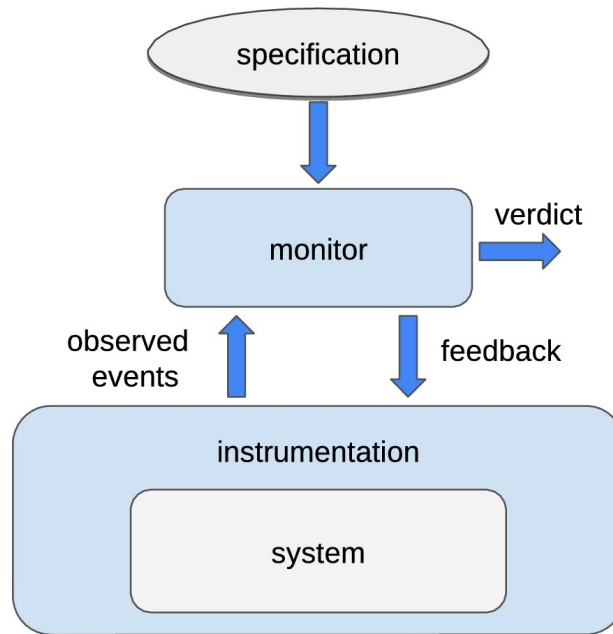 specification
verdict
monitor
observed
events
feedback
instrumentation
system